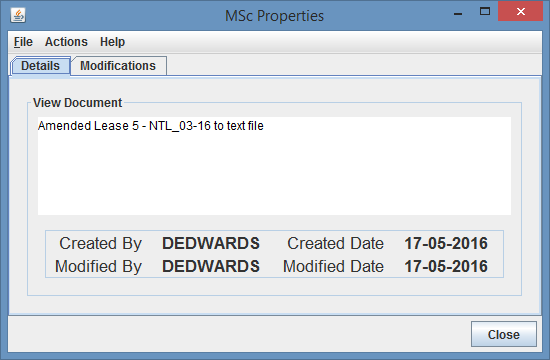 MSc Properties
File Actions Help
Details Modifications
View Document
Amended Lease 5 - NTL_03-16 to text file
Created By DEDWARDS Created Date 17-05-2016
Modified By DEDWARDS Modified Date 17-05-2016
Close